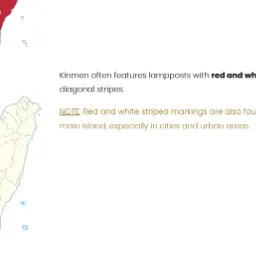 Kinmen often features lampposts with red and wh
diagonal stripes.
NOTE: Red and white striped markings are also fou
main island, especially in cities and urban areas.